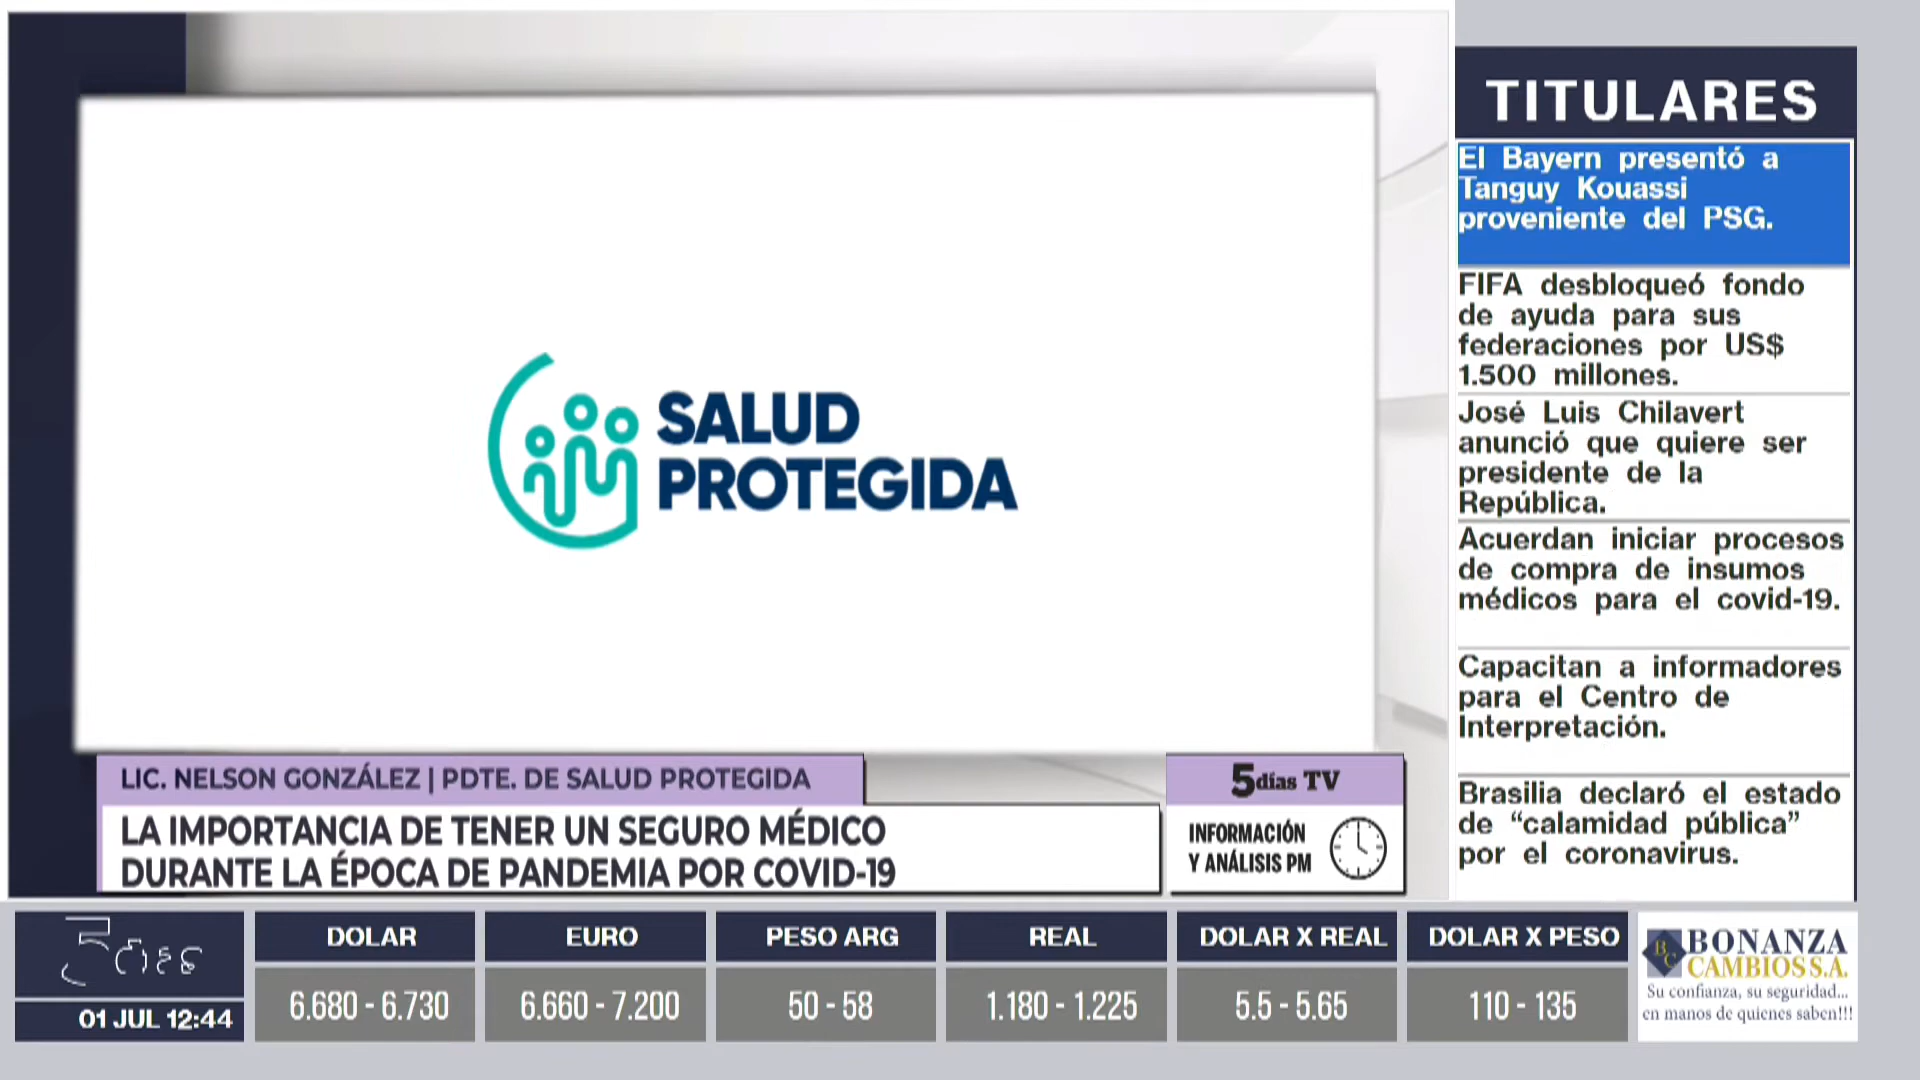 SALUD
PROTEGIDA
LIC. NELSON GONZÁLEZ | PDTE. DE SALUD PROTEGIDA
LA IMPORTANCIA DE TENER UN SEGURO MÉDICO
DURANTE LA ÉPOCA DE PANDEMIA POR COVID-19
5días TV
INFORMACIÓN
Y ANÁLISIS PM
TITULARES
El Bayern presentó a
Tanguy Kouassi
proveniente del PSG.
FIFA desbloqueó fondo
de ayuda para sus
federaciones por US$
1.500 millones.
José Luis Chilavert
anunció que quiere ser
presidente de la
República.
Acuerdan iniciar procesos
de compra de insumos
médicos para el covid-19.
Capacitan a informadores
para el Centro de
Interpretación.
Brasilia declaró el estado
de “calamidad pública”
por el coronavirus.
01 JUL 12:44
DOLAR
6.680 - 6.730
EURO
6.660 - 7.200
PESO ARG
50 - 58
REAL
1.180 - 1.225
DOLAR X REAL
5.5 - 5.65
DOLAR X PESO
110 - 135
BC
BONANZA
CAMBIOS S.A.
Su confianza, su seguridad...
en manos de quienes saben!!!